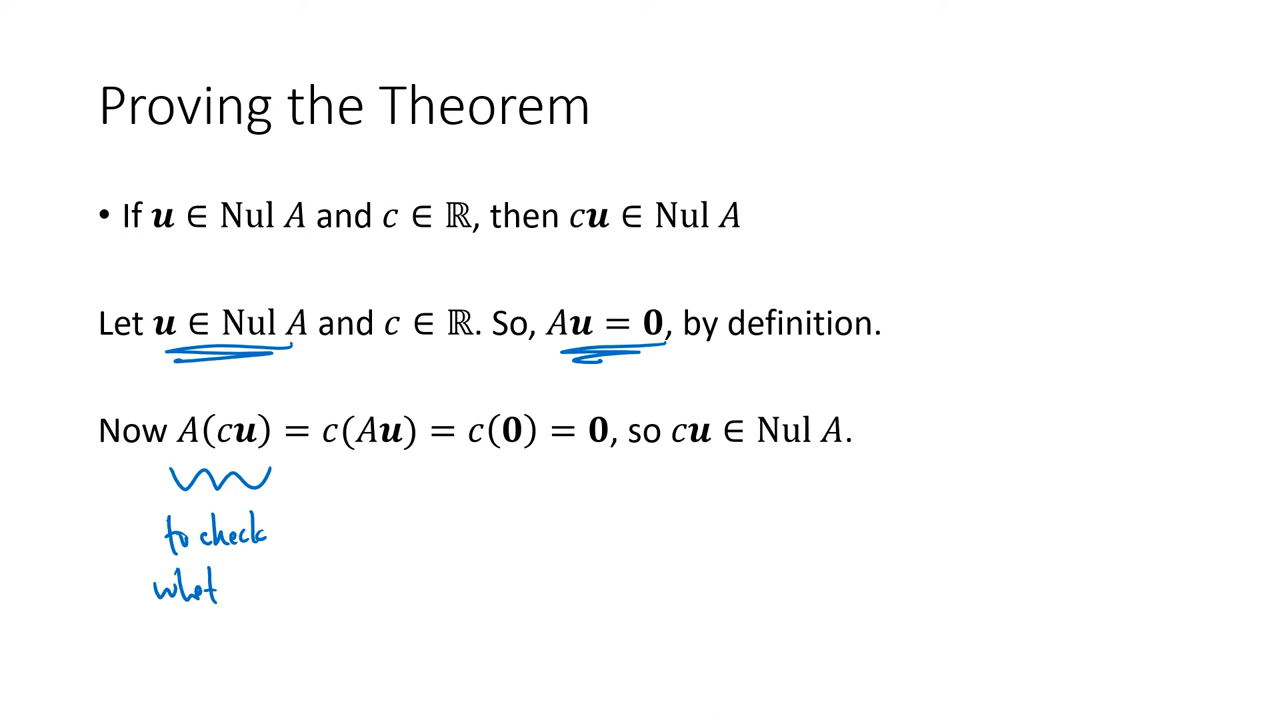 Proving the Theorem
• If 𝒖 ∈ Nul 𝐴 and 𝑐 ∈ ℝ, then 𝑐𝒖 ∈ Nul 𝐴
Let 𝒖 ∈ Nul 𝐴 and 𝑐 ∈ ℝ. So, 𝐴𝒖 = 𝟎, by definition.
Now 𝐴(𝑐𝒖) = 𝑐(𝐴𝒖) = 𝑐(𝟎) = 𝟎, so 𝑐𝒖 ∈ Nul 𝐴.
to check
what